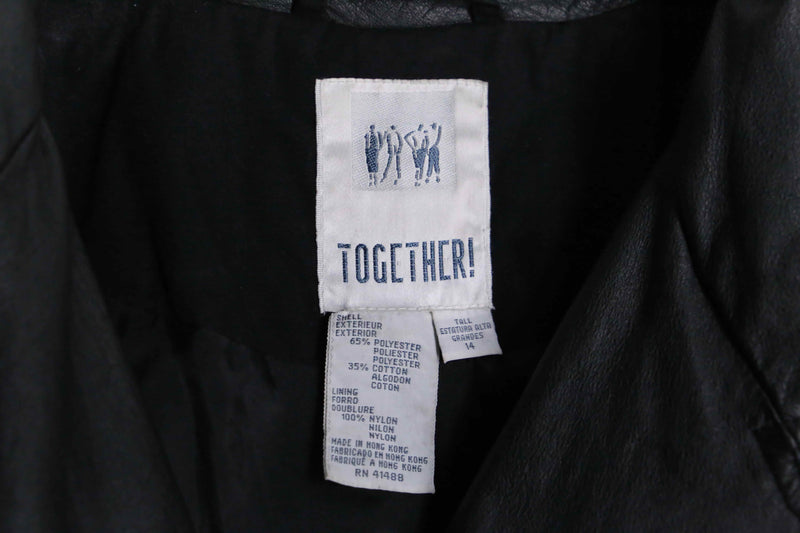 TOGETHER!
SHELL
EXTERIEUR
EXTERIOR
65% POLYESTER
POLIESTER
POLYESTER
35% COTTON
ALGODON
COTON
LINING
FORRO
DOUBLURE
100% NYLON
NILON
NYLON
MADE IN HONG KONG
FABRICADO EN HONG KONG
FABRIQUÉ A HONG KONG
RN 41488
TALL
ESTATURA ALTA
GRANDES
14